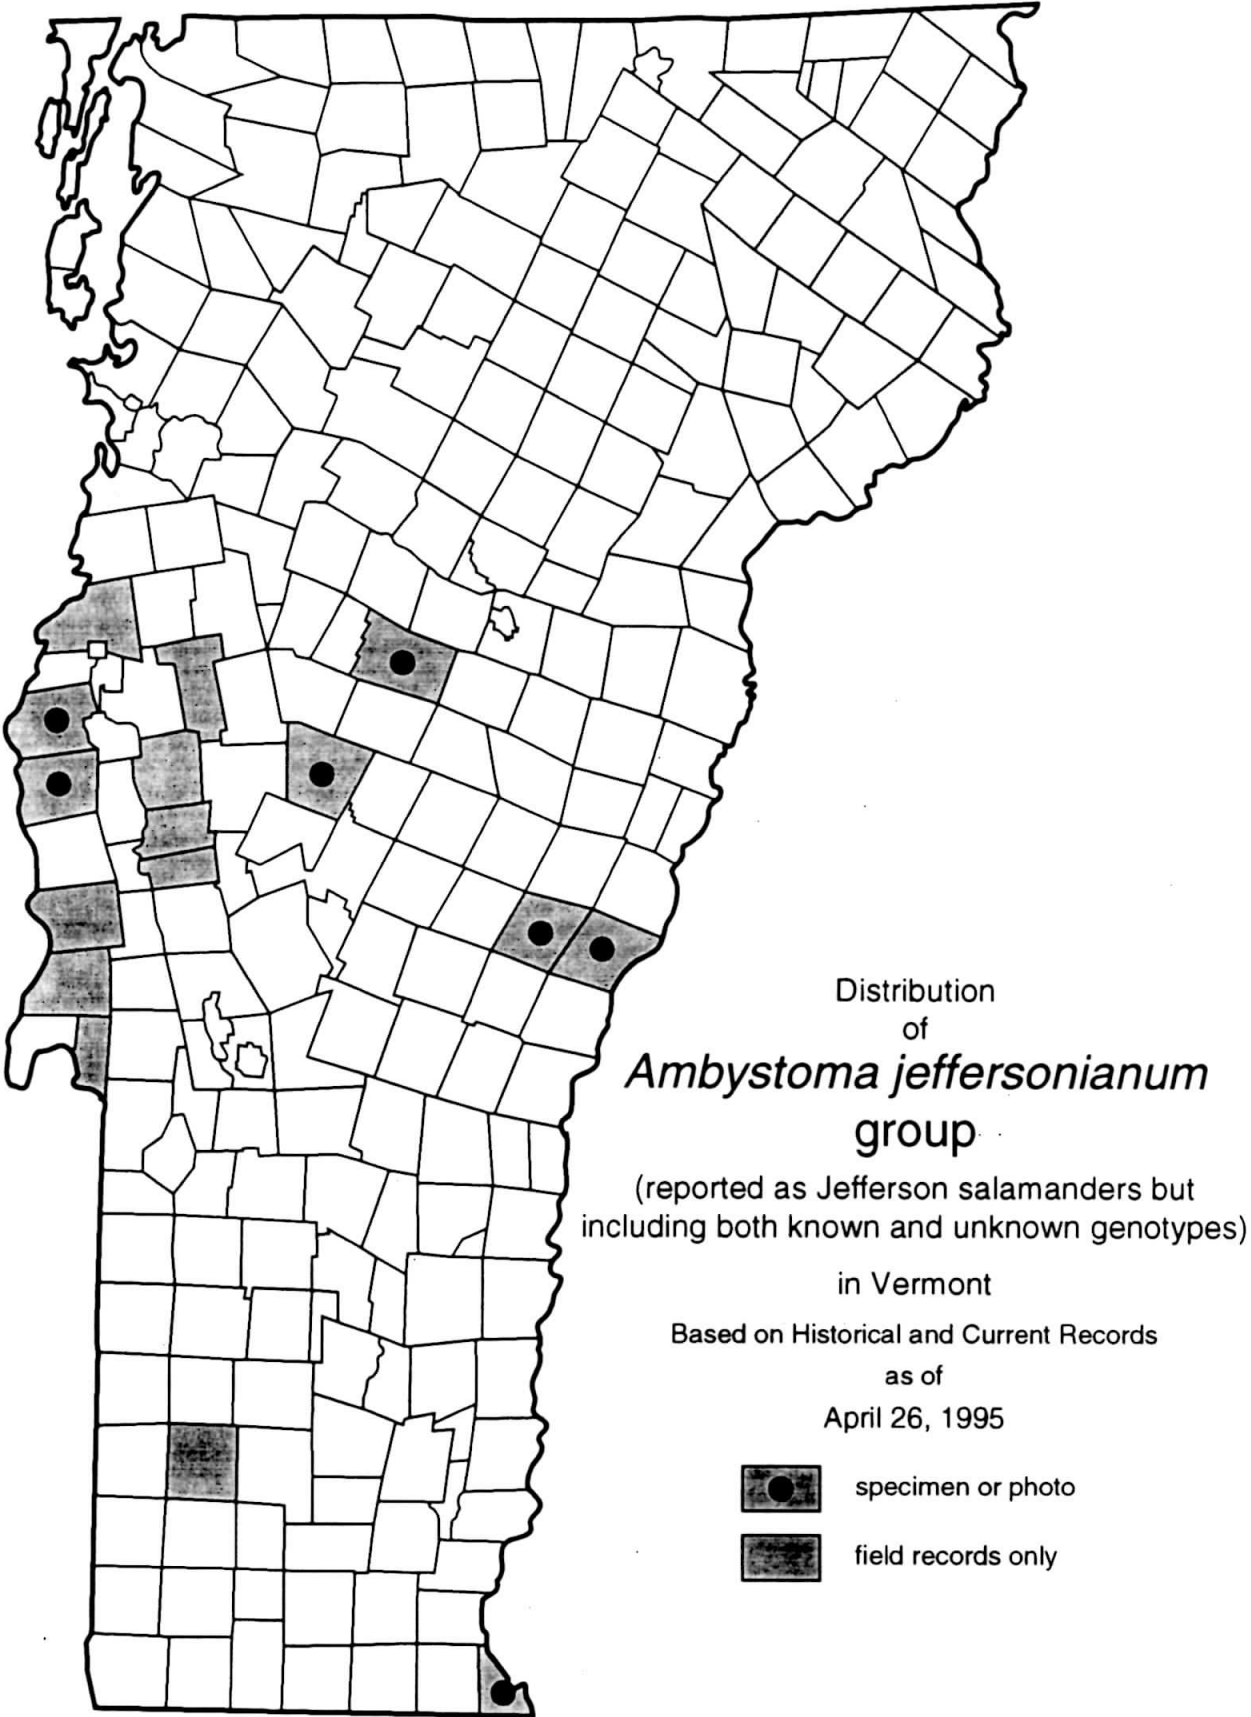 Distribution
of
Ambystoma jeffersonianum
group
(reported as Jefferson salamanders but
including both known and unknown genotypes)
in Vermont
Based on Historical and Current Records
as of
April 26, 1995
specimen or photo
field records only